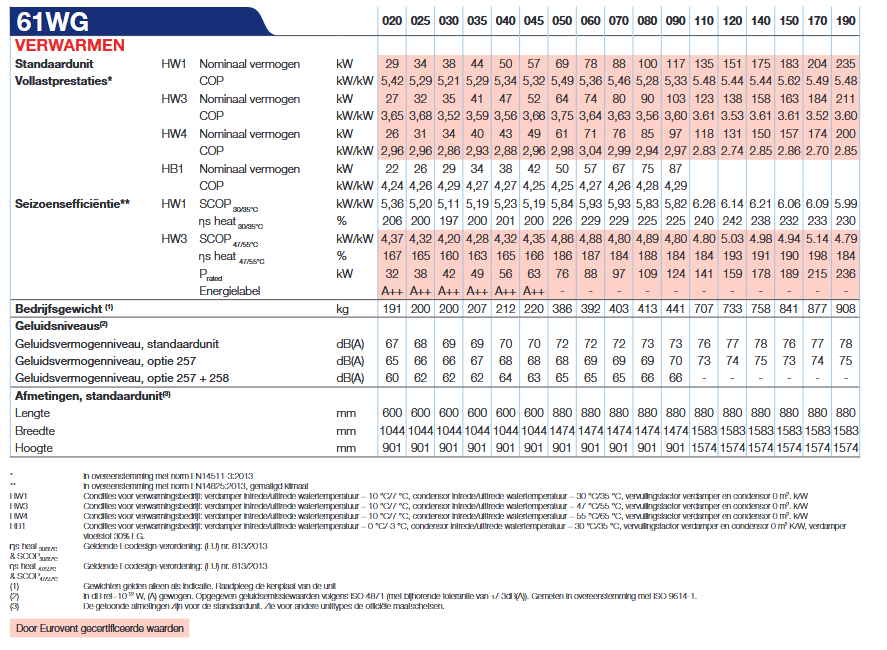 61WG 020 025 030 035 040 045 050 060 070 080 090 110 120 140 150 170 190
VERWARMEN
Standaardunit HW1 Nominaal vermogen kW 29 34 38 44 50 57 69 78 88 100 117 135 151 175 183 204 235
Vollastprestaties* COP kW/kW 5,42 5,29 5,21 5,29 5,34 5,32 5,49 5,36 5,46 5,28 5,33 5.48 5.44 5.44 5.62 5.49 5.48
HW3 Nominaal vermogen kW 27 32 35 41 47 52 64 74 80 90 103 123 138 158 163 184 211
COP kW/kW 3,65 3,68 3,52 3,59 3,56 3,66 3,75 3,64 3,63 3,56 3,60 3.61 3.53 3.61 3.61 3.52 3.60
HW4 Nominaal vermogen kW 26 31 34 40 43 49 61 71 76 85 97 118 131 150 157 174 200
COP kW/kW 2,96 2,96 2,86 2,93 2,88 2,96 2,98 3,04 2,99 2,94 2,97 2.83 2.74 2.85 2.86 2.70 2.85
HB1 Nominaal vermogen kW 22 26 29 34 38 42 50 57 67 75 87
COP kW/kW 4,24 4,26 4,29 4,27 4,27 4,25 4,25 4,27 4,26 4,28 4,29
Seizoensefficiëntie** HW1 SCOP 30/35°C kW/kW 5,36 5,20 5,11 5,19 5,23 5,19 5,84 5,93 5,93 5,83 5,82 6.26 6.14 6.21 6.06 6.09 5.99
ηs heat 30/35°C % 206 200 197 200 201 200 226 229 229 225 225 240 242 238 232 233 230
HW3 SCOP 47/55°C kW/kW 4,37 4,32 4,20 4,28 4,32 4,35 4,86 4,88 4,80 4,89 4,80 4.80 5.03 4.98 4.94 5.14 4.79
ηs heat 47/55°C % 167 165 160 163 165 166 186 187 184 188 184 184 193 191 190 198 184
P rated kW 32 38 42 49 56 63 76 88 97 109 124 141 159 178 189 215 236
Energielabel A++ A++ A++ A++ A++ A++ - - - - - - - - - - -
Bedrijfsgewicht (1) kg 191 200 200 207 212 220 386 392 403 413 441 707 733 758 841 877 908
Geluidsniveaus(2)
Geluidsvermogenniveau, standaardunit dB(A) 67 68 69 69 70 70 72 72 72 73 73 76 77 78 76 77 78
Geluidsvermogenniveau, optie 257 dB(A) 65 66 66 67 68 68 68 69 69 69 70 73 74 75 73 74 75
Geluidsvermogenniveau, optie 257 + 258 dB(A) 60 62 62 62 64 63 65 65 65 66 66 - - - - - -
Afmetingen, standaardunit(3)
Lengte mm 600 600 600 600 600 600 880 880 880 880 880 880 880 880 880 880 880
Breedte mm 1044 1044 1044 1044 1044 1044 1474 1474 1474 1474 1474 1583 1583 1583 1583 1583 1583
Hoogte mm 901 901 901 901 901 901 901 901 901 901 901 1574 1574 1574 1574 1574 1574
* In overeenstemming met norm EN14511-3:2013
** In overeenstemming met norm EN14825:2013, gematigd klimaat
HW1 Condities voor verwarmingsbedrijf: verdamper intrede/uittrede watertemperatuur = 10 °C/7 °C, condensor intrede/uittrede watertemperatuur = 30 °C/35 °C, vervuilingsfactor verdamper en condensor 0 m². K/W
HW3 Condities voor verwarmingsbedrijf: verdamper intrede/uittrede watertemperatuur = 10 °C/7 °C, condensor intrede/uittrede watertemperatuur = 47 °C/55 °C, vervuilingsfactor verdamper en condensor 0 m². K/W
HW4 Condities voor verwarmingsbedrijf: verdamper intrede/uittrede watertemperatuur = 10 °C/7 °C, condensor intrede/uittrede watertemperatuur = 55 °C/65 °C, vervuilingsfactor verdamper en condensor 0 m². K/W
HB1 Condities voor verwarmingsbedrijf: verdamper intrede/uittrede watertemperatuur = 0 °C/-3 °C, condensor intrede/uittrede watertemperatuur = 30 °C/35 °C, vervuilingsfactor verdamper en condensor 0 m² K/W, verdamper
vloeistof 30% EG.
ηs heat 30/35°C Geldende Ecodesign-verordening: (EU) nr. 813/2013
& SCOP30/35°C
ηs heat 47/55°C Geldende Ecodesign-verordening: (EU) nr. 813/2013
& SCOP47/55°C
(1) Gewichten gelden alleen als indicatie. Raadpleeg de kenplaat van de unit
(2) In dB ref=10-12 W, (A) gewogen. Opgegeven geluidsemissiewaarden volgens ISO 4871 (met bijhorende tolerantie van +/-3dB(A)). Gemeten in overeenstemming met ISO 9614-1.
(3) De getoonde afmetingen zijn voor de standaardunit. Zie voor andere unittypes de officiële maatschetsen.
Door Eurovent gecertificeerde waarden